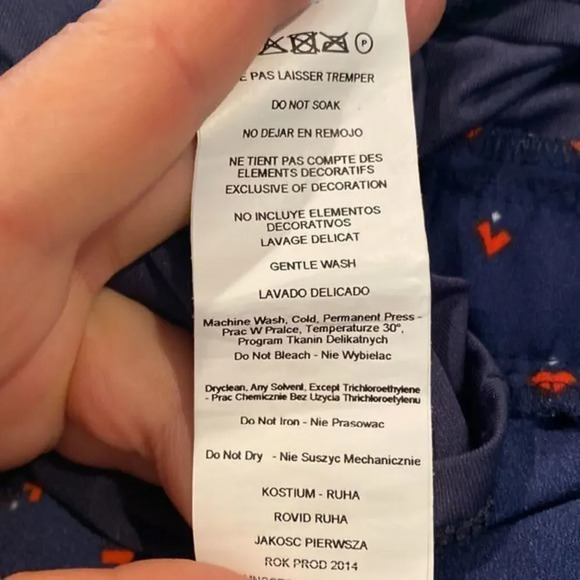 P
PAS LAISSER TREMPER
DO NOT SOAK
NO DEJAR EN REMOJO
NE TIENT PAS COMPTE DES
ELEMENTS DECORATIFS
EXCLUSIVE OF DECORATION
NO INCLUYE ELEMENTOS
DECORATIVOS
LAVAGE DELICAT
GENTLE WASH
LAVADO DELICADO
Machine Wash, Cold, Permanent Press -
Prac W Pralce, Temperaturze 30°,
Program Tkanin Delikatnych
Do Not Bleach - Nie Wybielac
Dryclean, Any Solvent, Except Trichloroethylene
- Prac Chemicznie Bez Uzycia Thrichloroetylenu
Do Not Iron - Nie Prasowac
Do Not Dry - Nie Suszyc Mechanicznie
KOSTIUM - RUHA
ROVID RUHA
JAKOSC PIERWSZA
ROK PROD 2014